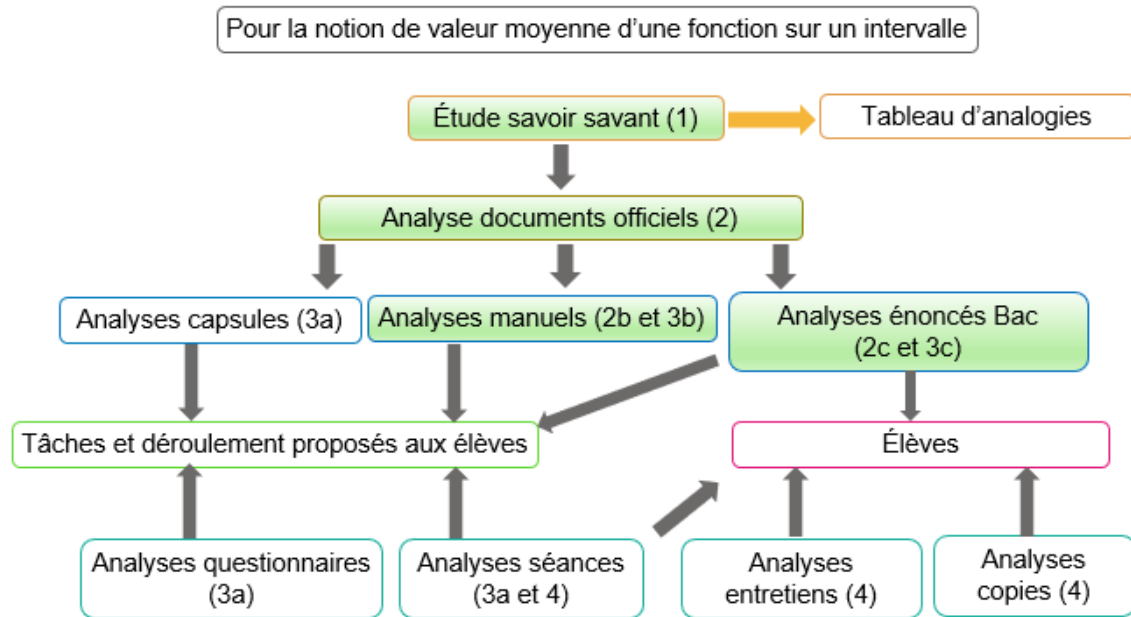 Pour la notion de valeur moyenne d’une fonction sur un intervalle
Étude savoir savant (1)
Tableau d’analogies
Analyse documents officiels (2)
Analyses capsules (3a)
Analyses manuels (2b et 3b)
Analyses énoncés Bac
(2c et 3c)
Tâches et déroulement proposés aux élèves
Élèves
Analyses questionnaires
(3a)
Analyses séances
(3a et 4)
Analyses
entretiens (4)
Analyses
copies (4)